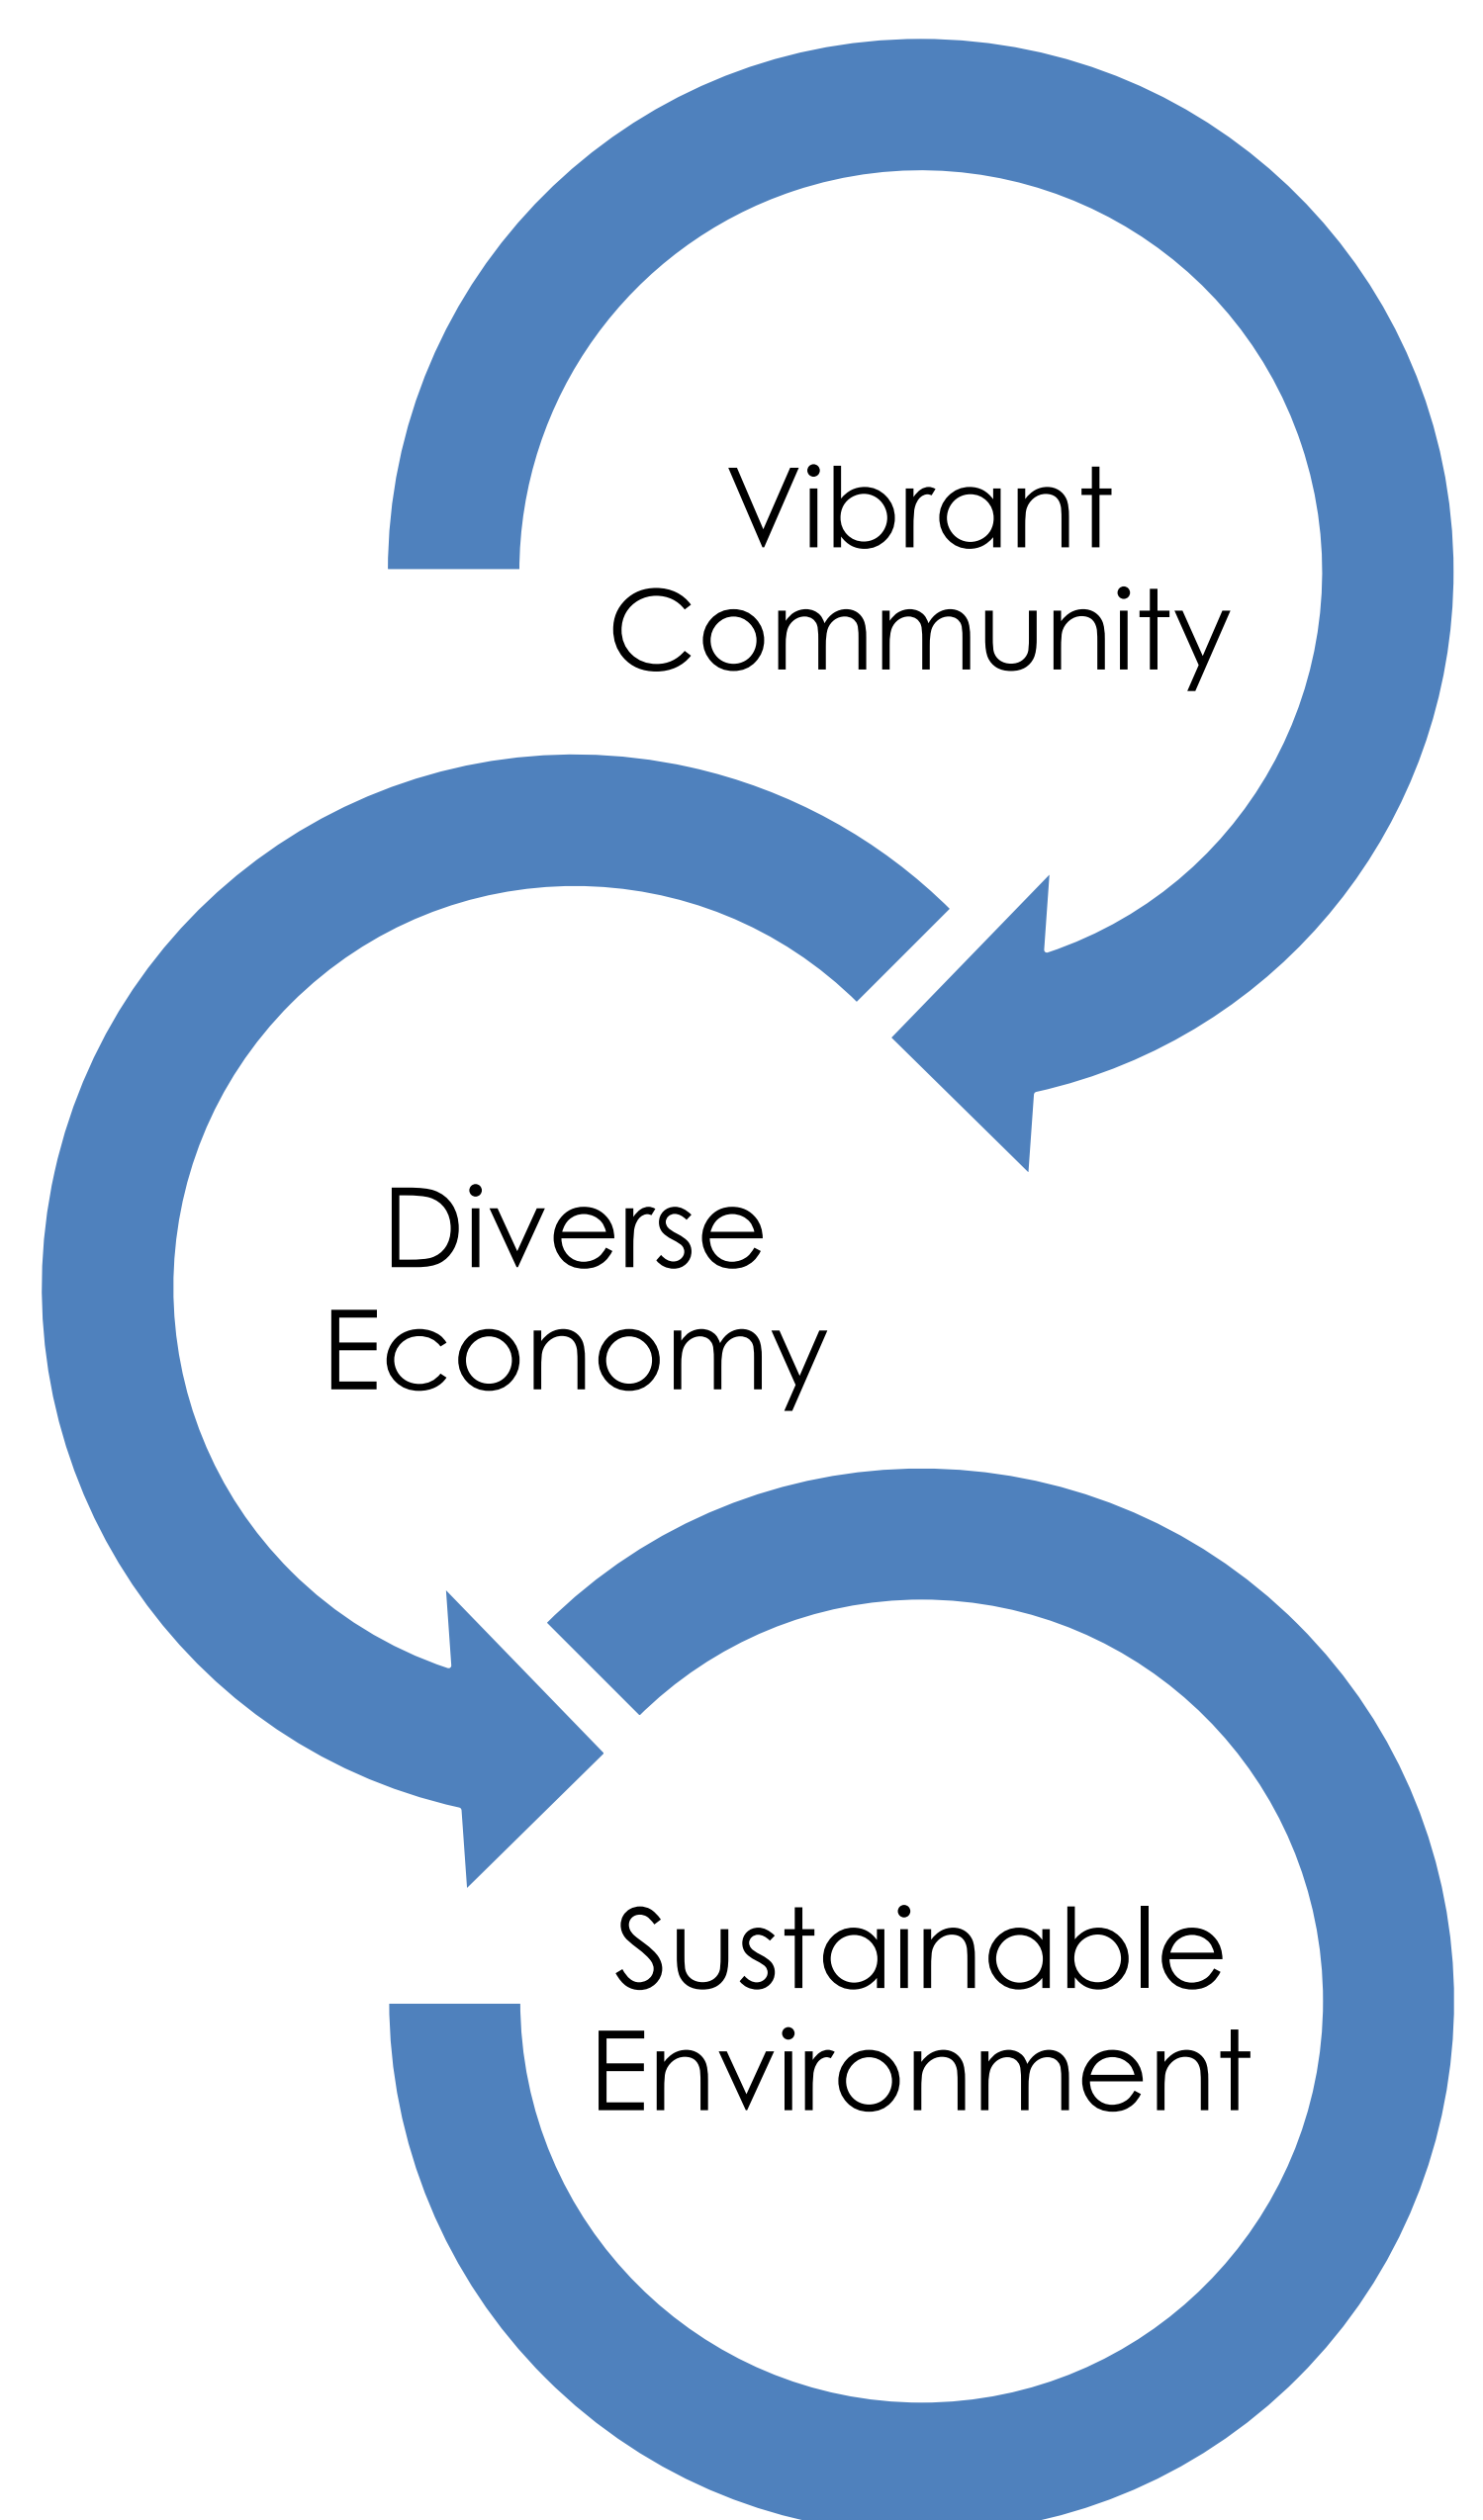 Vibrant
Community
Diverse
Economy
Sustainable
Environment